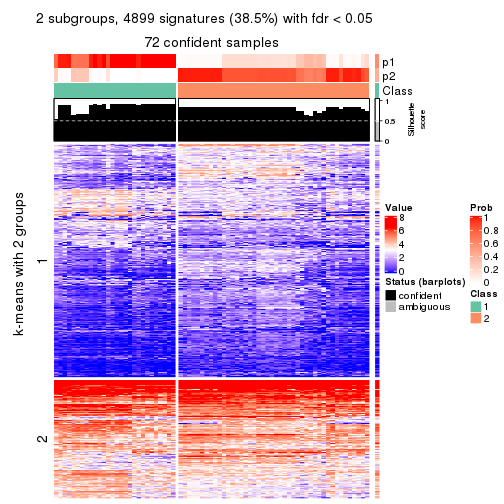 2 subgroups, 4899 signatures (38.5%) with fdr < 0.05
72 confident samples
p1
p2
Class
1
0.5
0
Silhouette
score
k-means with 2 groups
1
2
Value
8
6
4
2
0
Status (barplots)
confident
ambiguous
Prob
1
0.8
0.6
0.4
0.2
0
Class
1
2